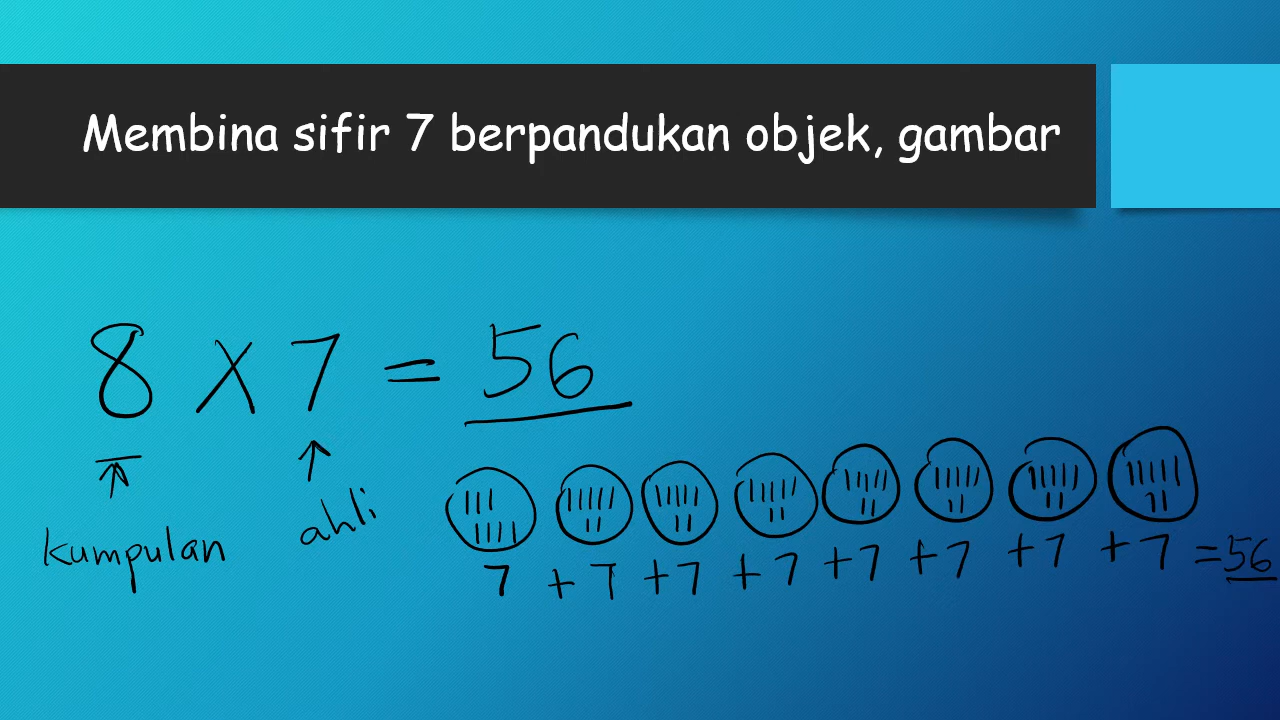 Membina sifir 7 berpandukan objek, gambar
8 X 7 = 56
kumpulan
ahli
7 + 7 + 7 + 7 + 7 + 7 + 7 + 7 = 56